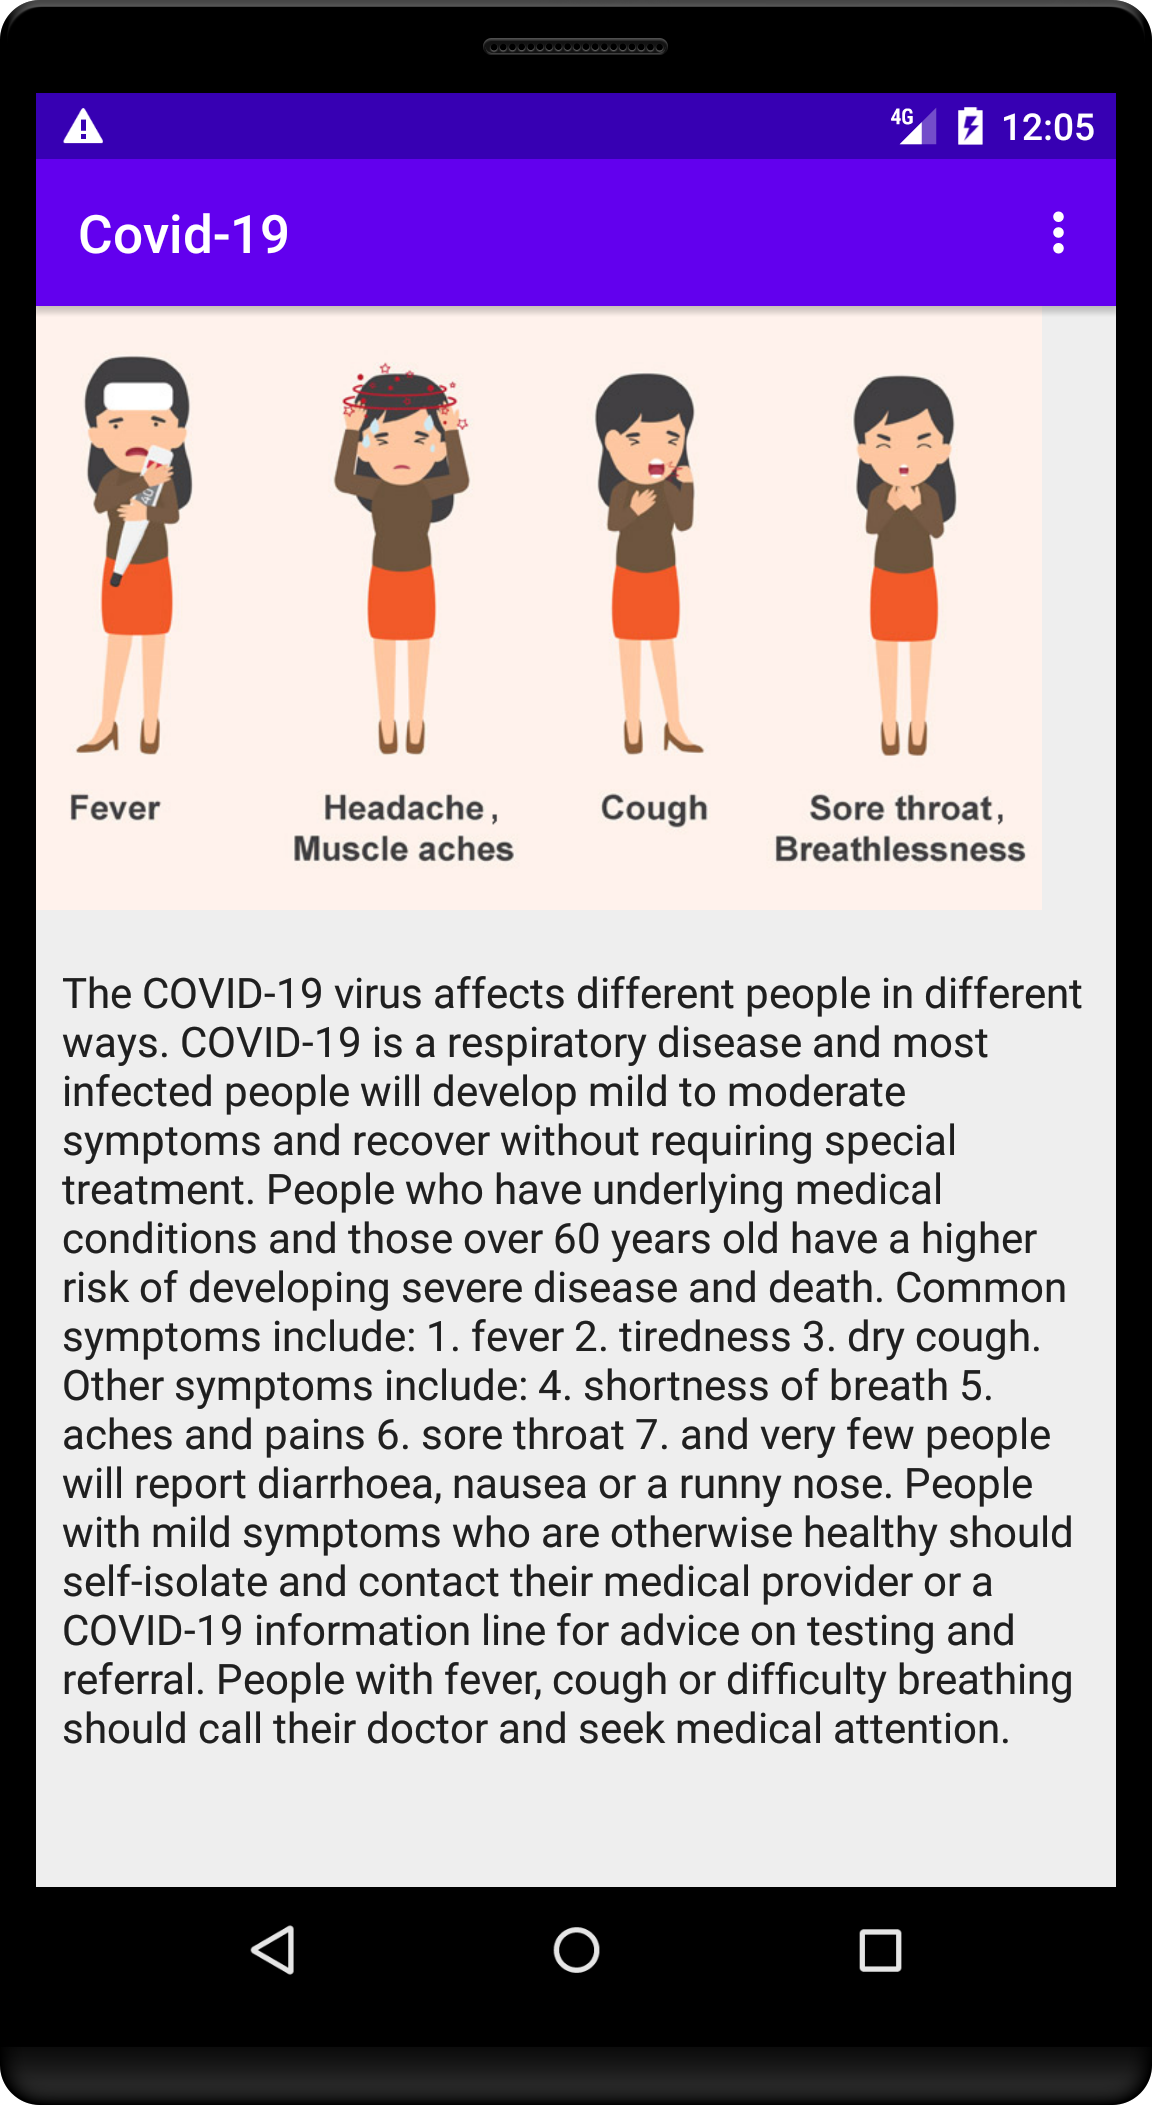 4G 12:05
Covid-19
40
Fever
Headache,
Muscle aches
Cough
Sore throat,
Breathlessness
The COVID-19 virus affects different people in different
ways. COVID-19 is a respiratory disease and most
infected people will develop mild to moderate
symptoms and recover without requiring special
treatment. People who have underlying medical
conditions and those over 60 years old have a higher
risk of developing severe disease and death. Common
symptoms include: 1. fever 2. tiredness 3. dry cough.
Other symptoms include: 4. shortness of breath 5.
aches and pains 6. sore throat 7. and very few people
will report diarrhoea, nausea or a runny nose. People
with mild symptoms who are otherwise healthy should
self-isolate and contact their medical provider or a
COVID-19 information line for advice on testing and
referral. People with fever, cough or difficulty breathing
should call their doctor and seek medical attention.